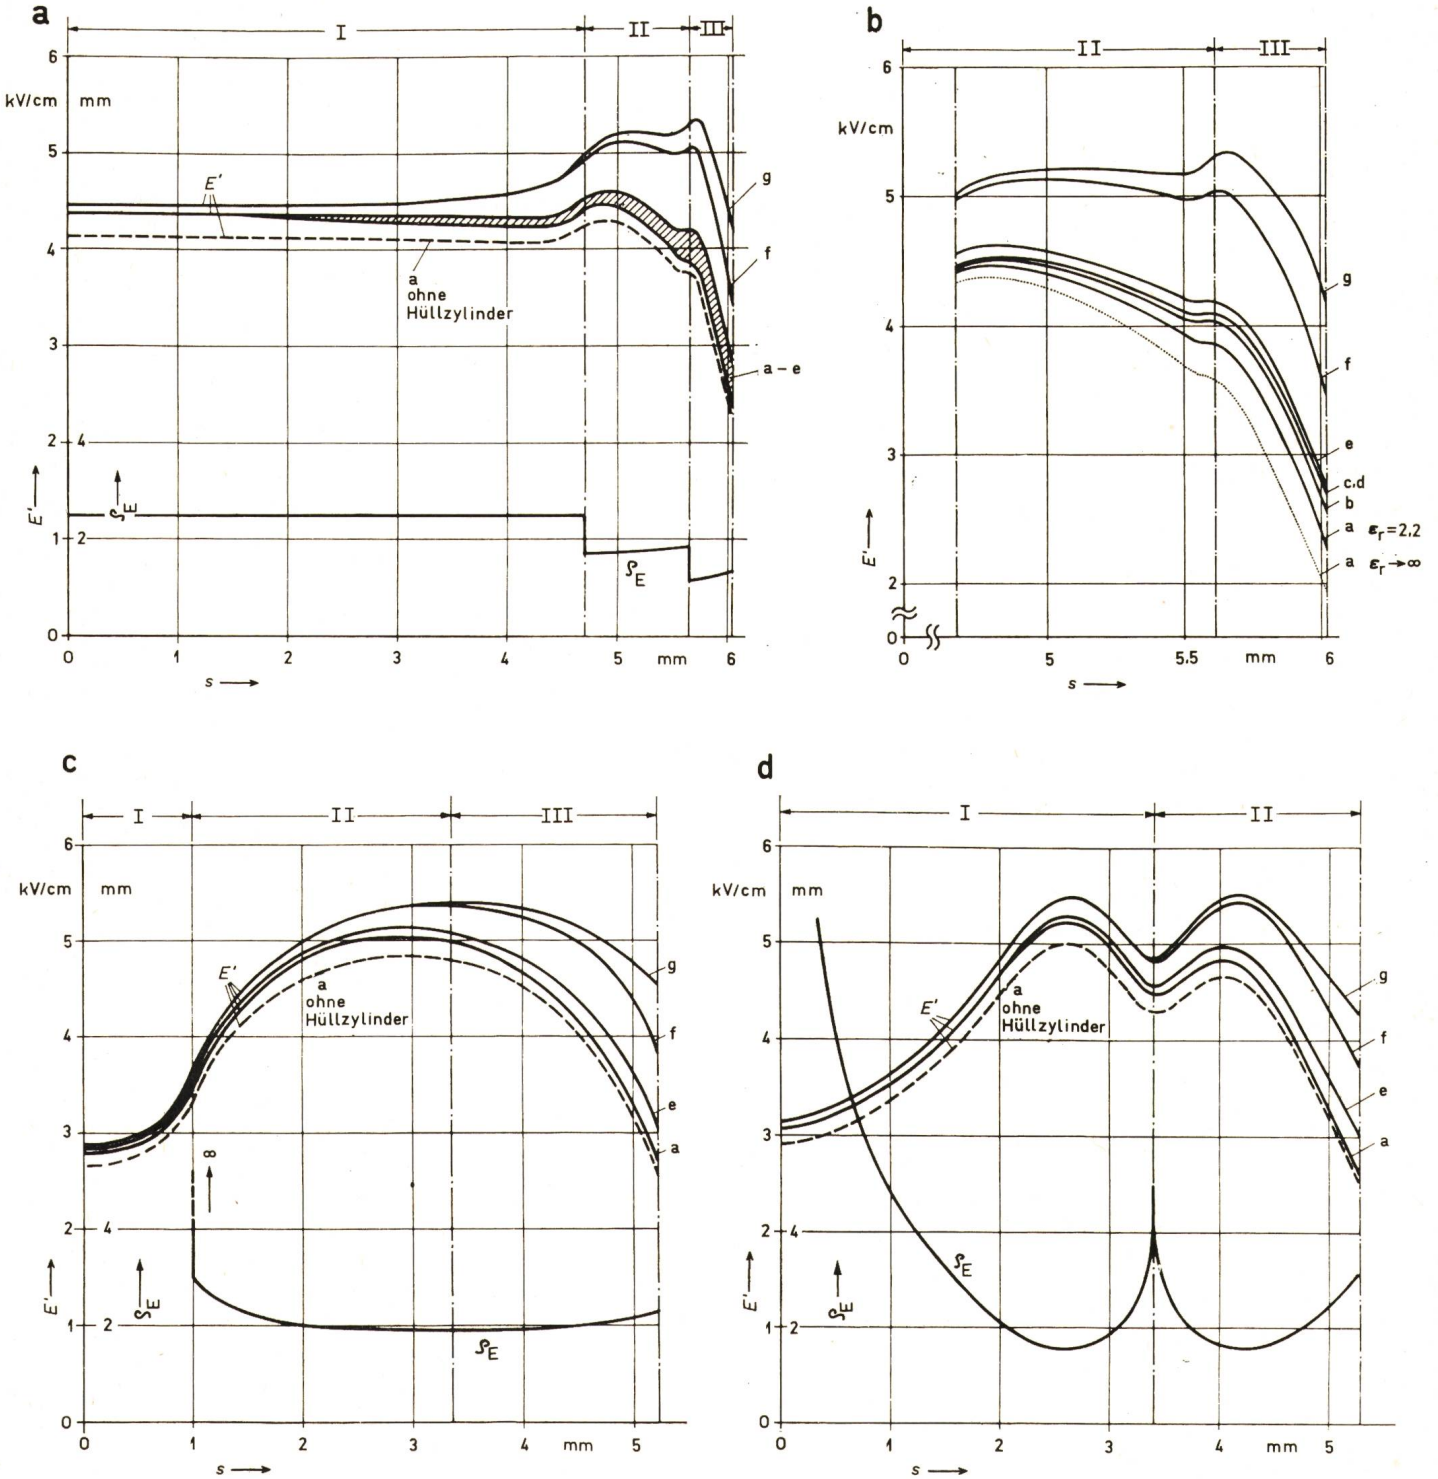 a
I II III
6
kV/cm mm
5
E'
g
4
f
a
ohne
Hüllzylinder
3
a – e
2 4
E' ρE
1 2
ρE
0
0 1 2 3 4 5 mm 6
s
b
II III
6
kV/cm
5
g
4
f
3
e
c,d
b
a εr=2,2
E'
a εr→∞
2
0
0 5 5.5 mm 6
s
c
I II III
6
kV/cm mm
5
g
E'
a
ohne
Hüllzylinder
4
f
e
3
a
∞
2 4
E' ρE
1 2
ρE
0
0 1 2 3 4 mm 5
s
d
I II
6
kV/cm mm
5
g
E'
a
ohne
Hüllzylinder
4
f
e
3
a
2 4
ρE
E' ρE
1 2
0
0 1 2 3 4 mm 5
s